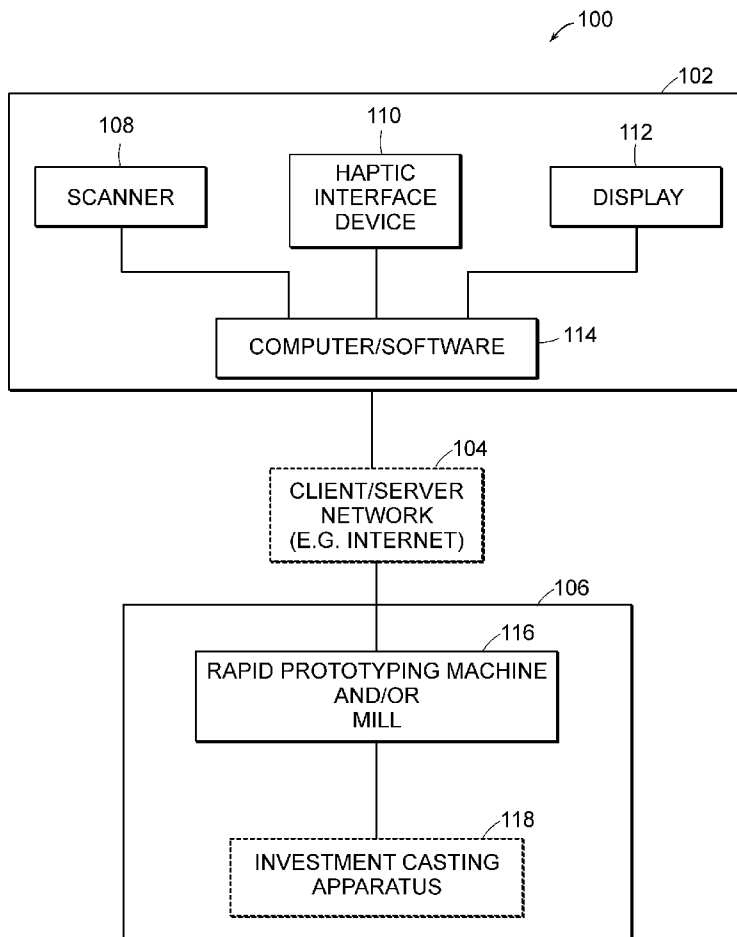 100
102
108
110
112
SCANNER
HAPTIC
INTERFACE
DEVICE
DISPLAY
COMPUTER/SOFTWARE
114
104
CLIENT/SERVER
NETWORK
(E.G. INTERNET)
106
116
RAPID PROTOTYPING MACHINE
AND/OR
MILL
118
INVESTMENT CASTING
APPARATUS